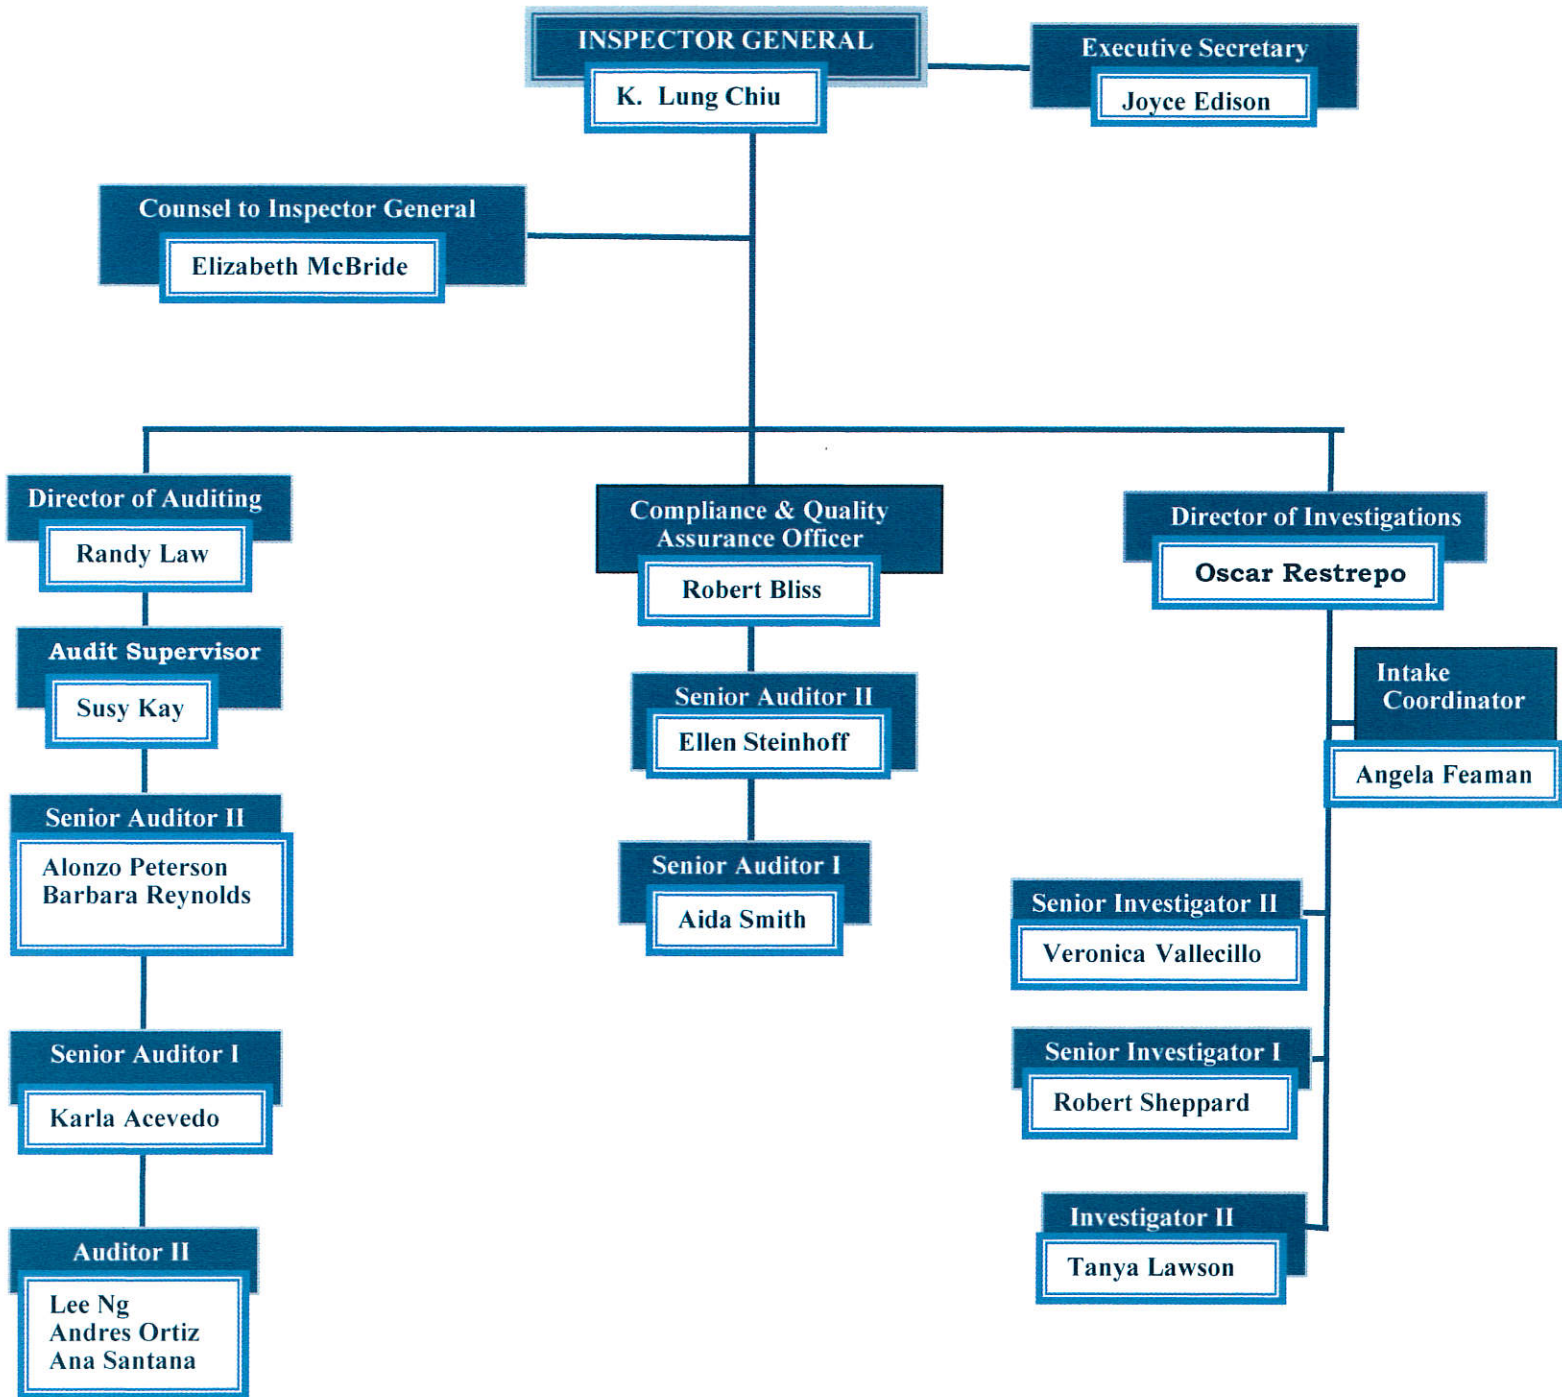 INSPECTOR GENERAL
K. Lung Chiu
Executive Secretary
Joyce Edison
Counsel to Inspector General
Elizabeth McBride
Director of Auditing
Randy Law
Audit Supervisor
Susy Kay
Senior Auditor II
Alonzo Peterson
Barbara Reynolds
Senior Auditor I
Karla Acevedo
Auditor II
Lee Ng
Andres Ortiz
Ana Santana
Compliance & Quality
Assurance Officer
Robert Bliss
Senior Auditor II
Ellen Steinhoff
Senior Auditor I
Aida Smith
Director of Investigations
Oscar Restrepo
Intake
Coordinator
Angela Feaman
Senior Investigator II
Veronica Vallecillo
Senior Investigator I
Robert Sheppard
Investigator II
Tanya Lawson